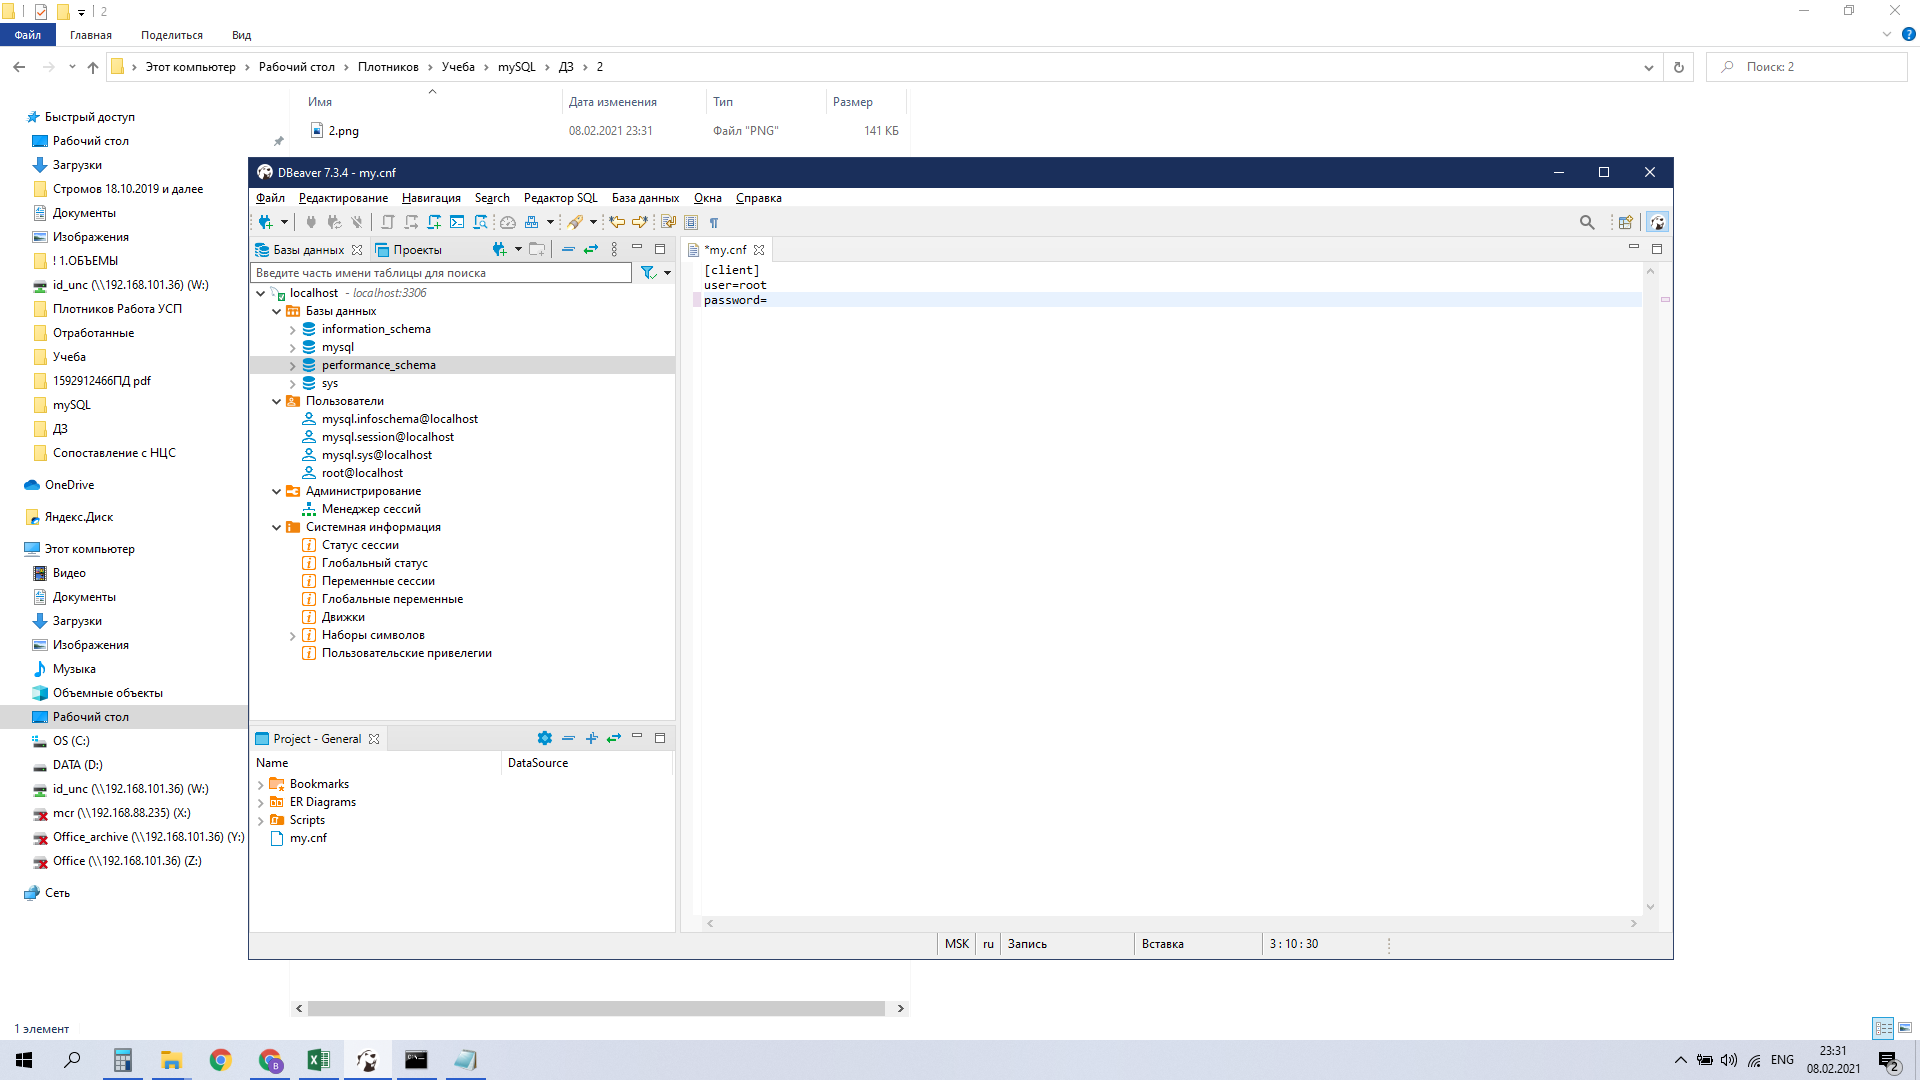 2
Файл Главная Поделиться Вид
Этот компьютер Рабочий стол Плотников Учеба mySQL ДЗ 2
Поиск: 2
Имя Дата изменения Тип Размер
2.png 08.02.2021 23:31 Файл "PNG" 141 КБ
Быстрый доступ
Рабочий стол
Загрузки
Стромов 18.10.2019 и далее
Документы
Изображения
! 1.ОБЪЕМЫ
id_unc (\\192.168.101.36) (W:)
Плотников Работа УСП
Отработанные
Учеба
1592912466ПД pdf
mySQL
ДЗ
Сопоставление с НЦС
OneDrive
Яндекс.Диск
Этот компьютер
Видео
Документы
Загрузки
Изображения
Музыка
Объемные объекты
Рабочий стол
OS (C:)
DATA (D:)
id_unc (\\192.168.101.36) (W:)
mcr (\\192.168.88.235) (X:)
Office_archive (\\192.168.101.36) (Y:)
Office (\\192.168.101.36) (Z:)
Сеть
1 элемент
DBeaver 7.3.4 - my.cnf
Файл Редактирование Навигация Search Редактор SQL База данных Окна Справка
Базы данных Проекты
Введите часть имени таблицы для поиска
localhost - localhost:3306
Базы данных
information_schema
mysql
performance_schema
sys
Пользователи
mysql.infoschema@localhost
mysql.session@localhost
mysql.sys@localhost
root@localhost
Администрирование
Менеджер сессий
Системная информация
Статус сессии
Глобальный статус
Переменные сессии
Глобальные переменные
Движки
Наборы символов
Пользовательские привелегии
Project - General
Name DataSource
Bookmarks
ER Diagrams
Scripts
my.cnf
*my.cnf
[client]
user=root
password=
MSK ru Запись Вставка 3 : 10 : 30
B
ENG
23:31
08.02.2021
2